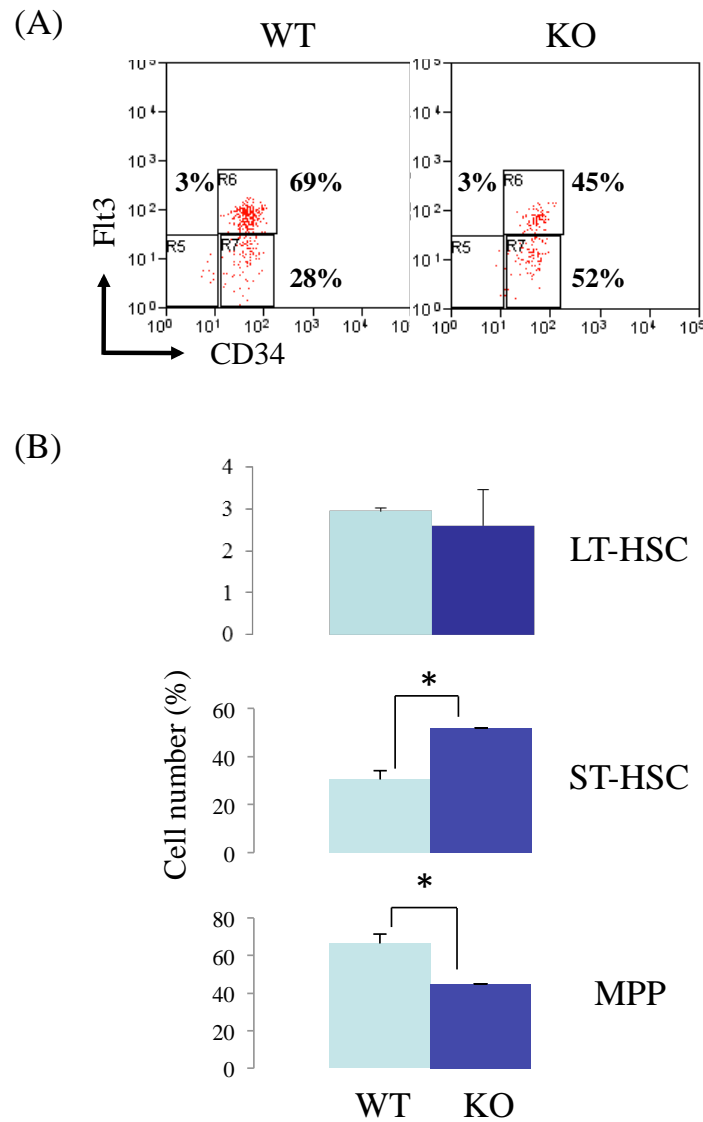 (A)
WT KO
10⁵ 10⁵
10⁴ 10⁴
10³ 10³
3% R6 69% 3% R6 45%
10² 10²
R5 R7 R5 R7
10¹ 10¹
28% 52%
10⁰ 10⁰
10⁰ 10¹ 10² 10³ 10⁴ 10 10⁰ 10¹ 10² 10³ 10⁴ 10⁵
Flt3
CD34
(B)
4
3
2
1
0
LT-HSC
Cell number (%)
60
40
20
0
*
ST-HSC
80
60
40
20
0
*
MPP
WT KO